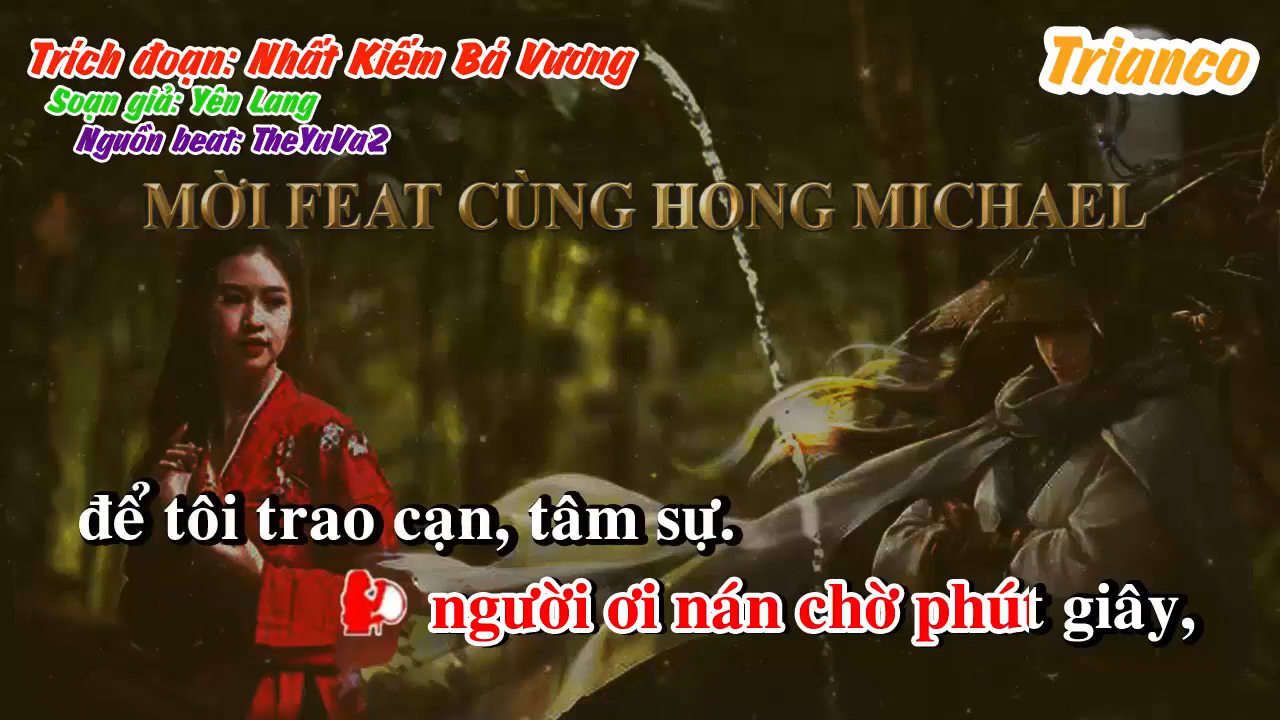 Trích đoạn: Nhất Kiếm Bá Vương
Trianco
Soạn giả: Yên Lang
Nguồn beat: TheYuVa2
MỜI FEAT CÙNG HONG MICHAEL
để tôi trao cạn, tâm sự.
người ơi nán chờ phút giây,